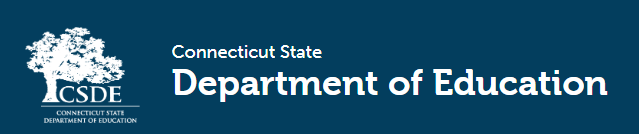 CSDE
CONNECTICUT STATE
DEPARTMENT OF EDUCATION
Connecticut State
Department of Education